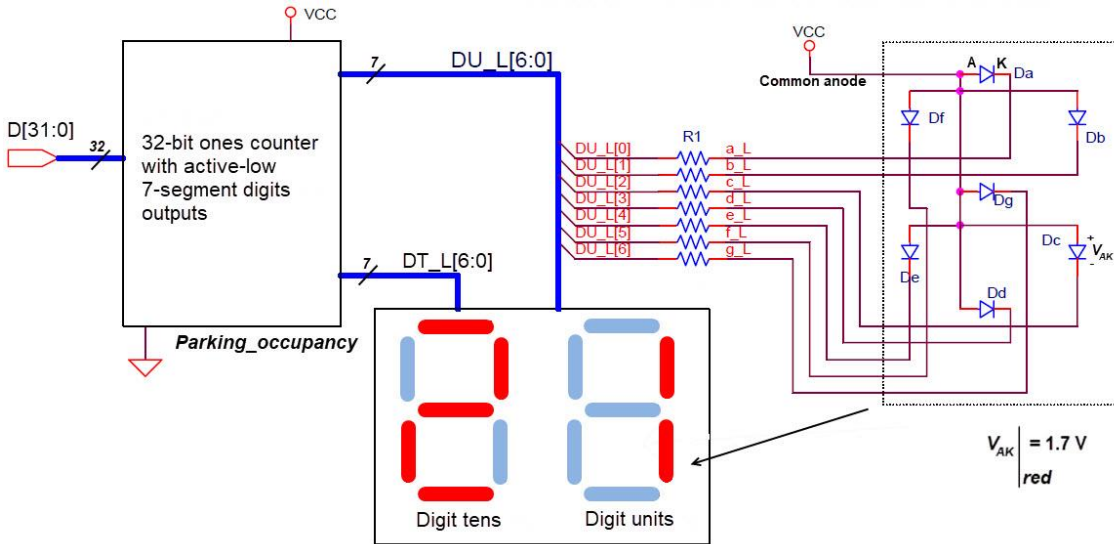 VCC
7
DU_L[6:0]
VCC
Common anode
A
K
Da
D[31:0]
32
32-bit ones counter
with active-low
7-segment digits
outputs
Df
Db
R1
DU_L[0]
a_L
DU_L[1]
b_L
DU_L[2]
c_L
DU_L[3]
d_L
DU_L[4]
e_L
DU_L[5]
f_L
DU_L[6]
g_L
Dg
Dc
+
V_AK
-
De
Dd
7
DT_L[6:0]
Parking_occupancy
Digit tens
Digit units
V_AK | = 1.7 V
red